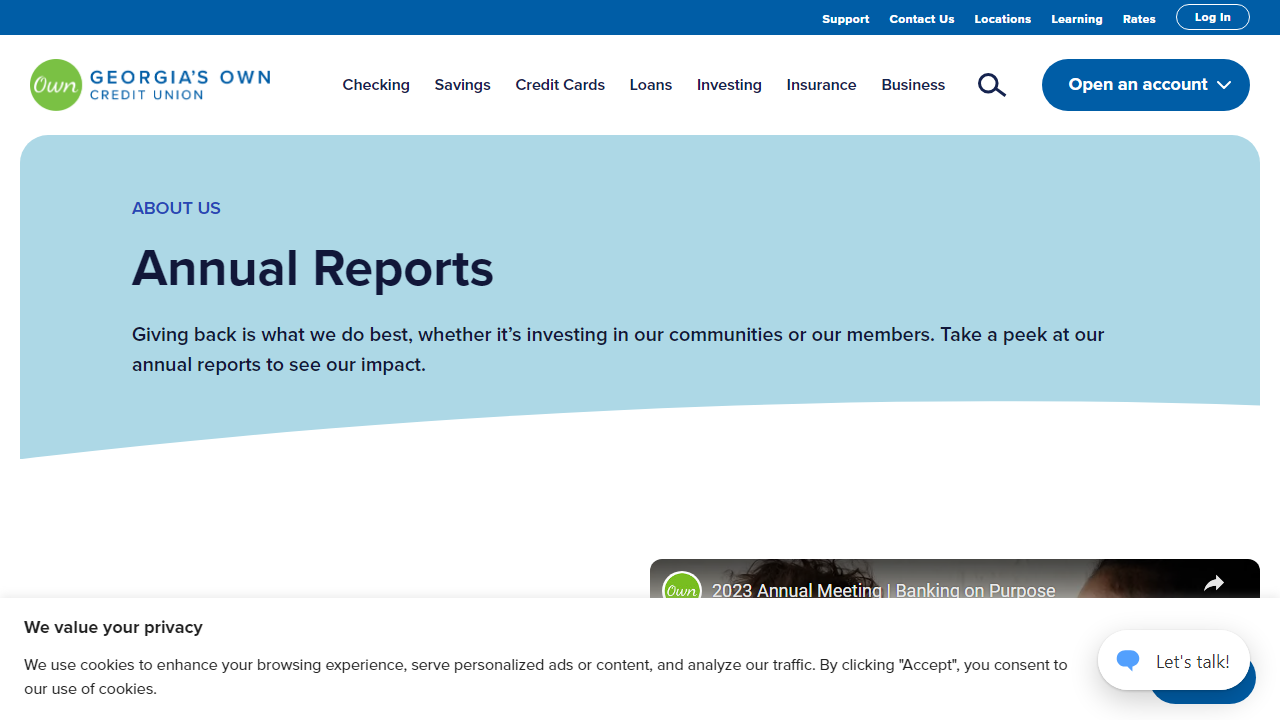 Support Contact Us Locations Learning Rates Log In
Own GEORGIA'S OWN
CREDIT UNION
Checking Savings Credit Cards Loans Investing Insurance Business Open an account
ABOUT US
Annual Reports
Giving back is what we do best, whether it’s investing in our communities or our members. Take a peek at our
annual reports to see our impact.
Own 2023 Annual Meeting | Banking on Purpose
We value your privacy
We use cookies to enhance your browsing experience, serve personalized ads or content, and analyze our traffic. By clicking "Accept", you consent to
our use of cookies.
Let's talk!